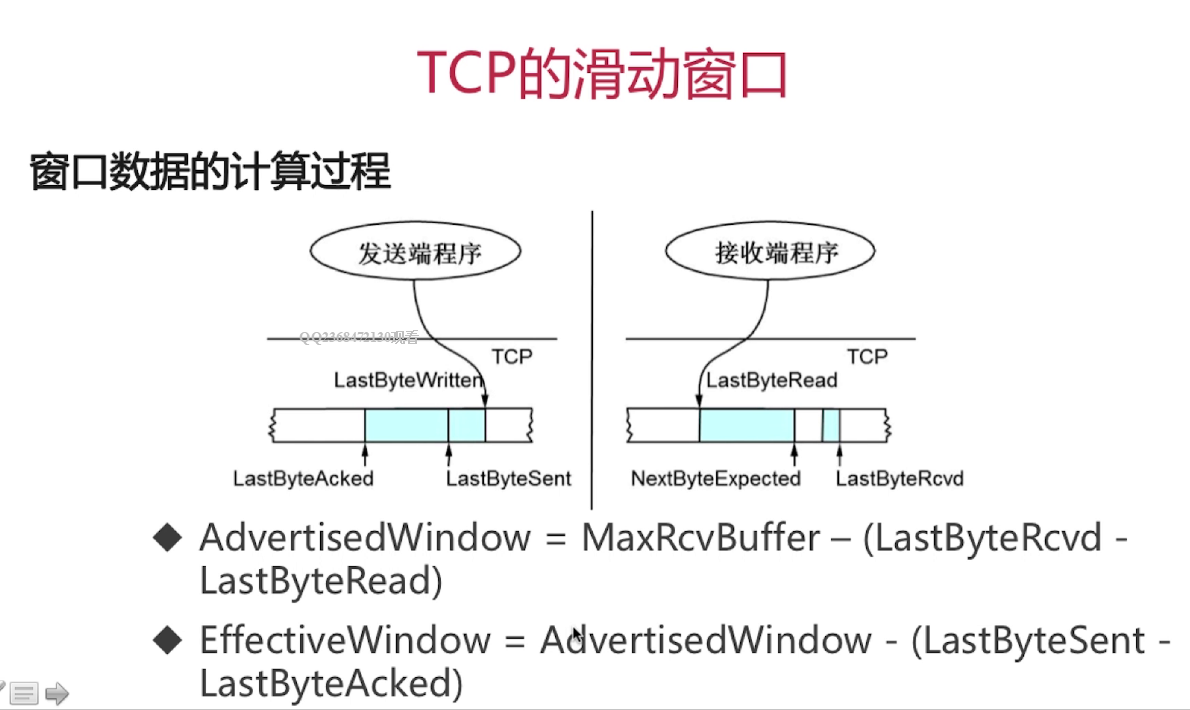 TCP的滑动窗口
窗口数据的计算过程
发送端程序
接收端程序
QQ2368472130观看
TCP
TCP
LastByteWritten
LastByteRead
LastByteAcked
LastByteSent
NextByteExpected
LastByteRcvd
AdvertisedWindow = MaxRcvBuffer – (LastByteRcvd -
LastByteRead)
EffectiveWindow = AdvertisedWindow - (LastByteSent -
LastByteAcked)